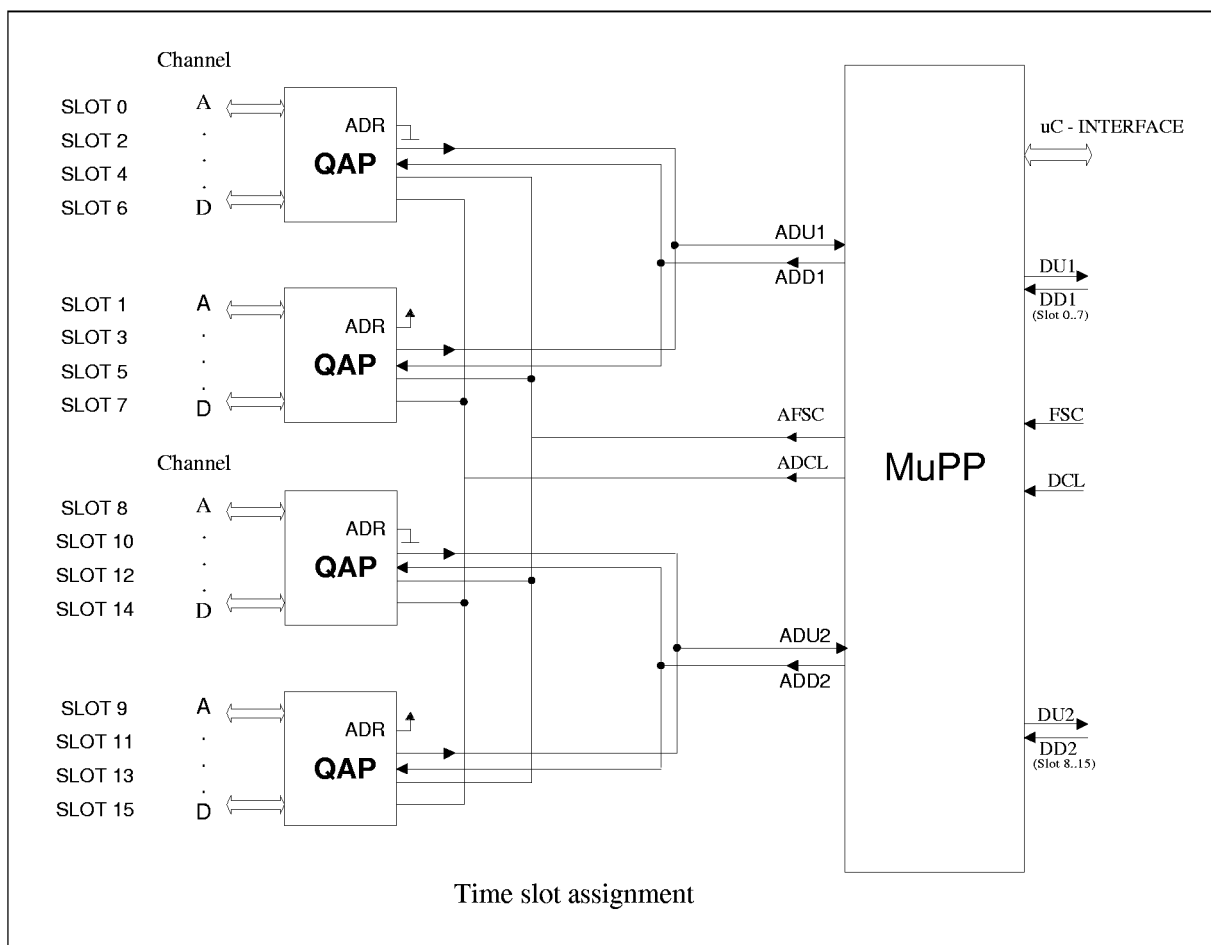 Channel
SLOT 0 A
SLOT 2 .
SLOT 4 .
SLOT 6 D
ADR
QAP
uC - INTERFACE
ADU1
ADD1
DU1
DD1
(Slot 0..7)
SLOT 1 A
SLOT 3 .
SLOT 5 .
SLOT 7 D
ADR
QAP
AFSC
FSC
ADCL
DCL
MuPP
Channel
SLOT 8 A
SLOT 10 .
SLOT 12 .
SLOT 14 D
ADR
QAP
ADU2
ADD2
DU2
DD2
(Slot 8..15)
SLOT 9 A
SLOT 11 .
SLOT 13 .
SLOT 15 D
ADR
QAP
Time slot assignment